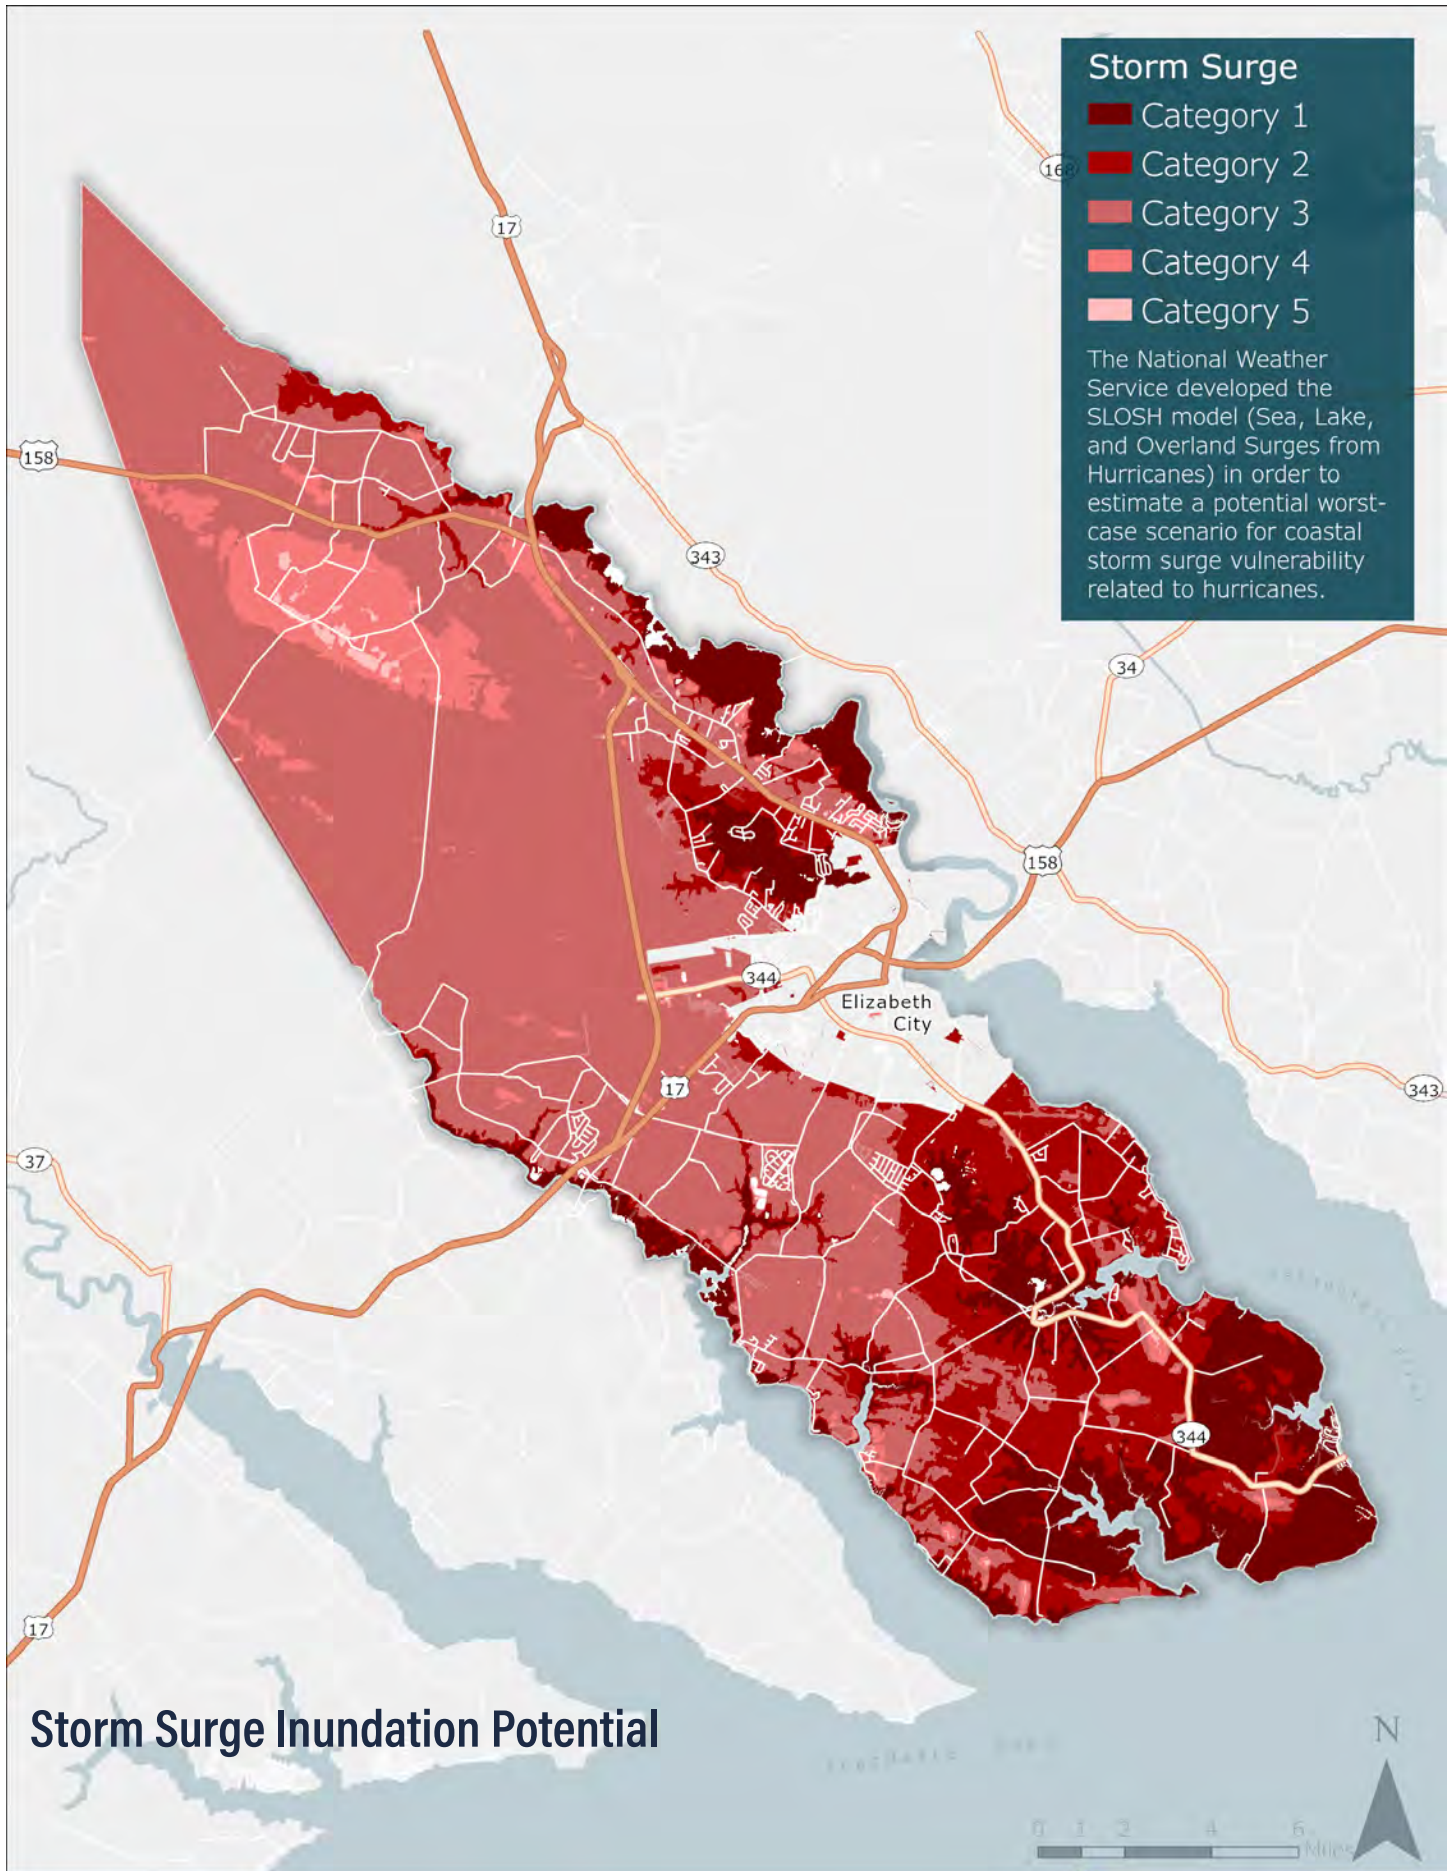 Storm Surge
Category 1
Category 2
Category 3
Category 4
Category 5
The National Weather
Service developed the
SLOSH model (Sea, Lake,
and Overland Surges from
Hurricanes) in order to
estimate a potential worst-
case scenario for coastal
storm surge vulnerability
related to hurricanes.
168
17
158
343
34
158
344
Elizabeth
City
17
343
37
344
17
Storm Surge Inundation Potential
N
0 1 2 4 6
Miles